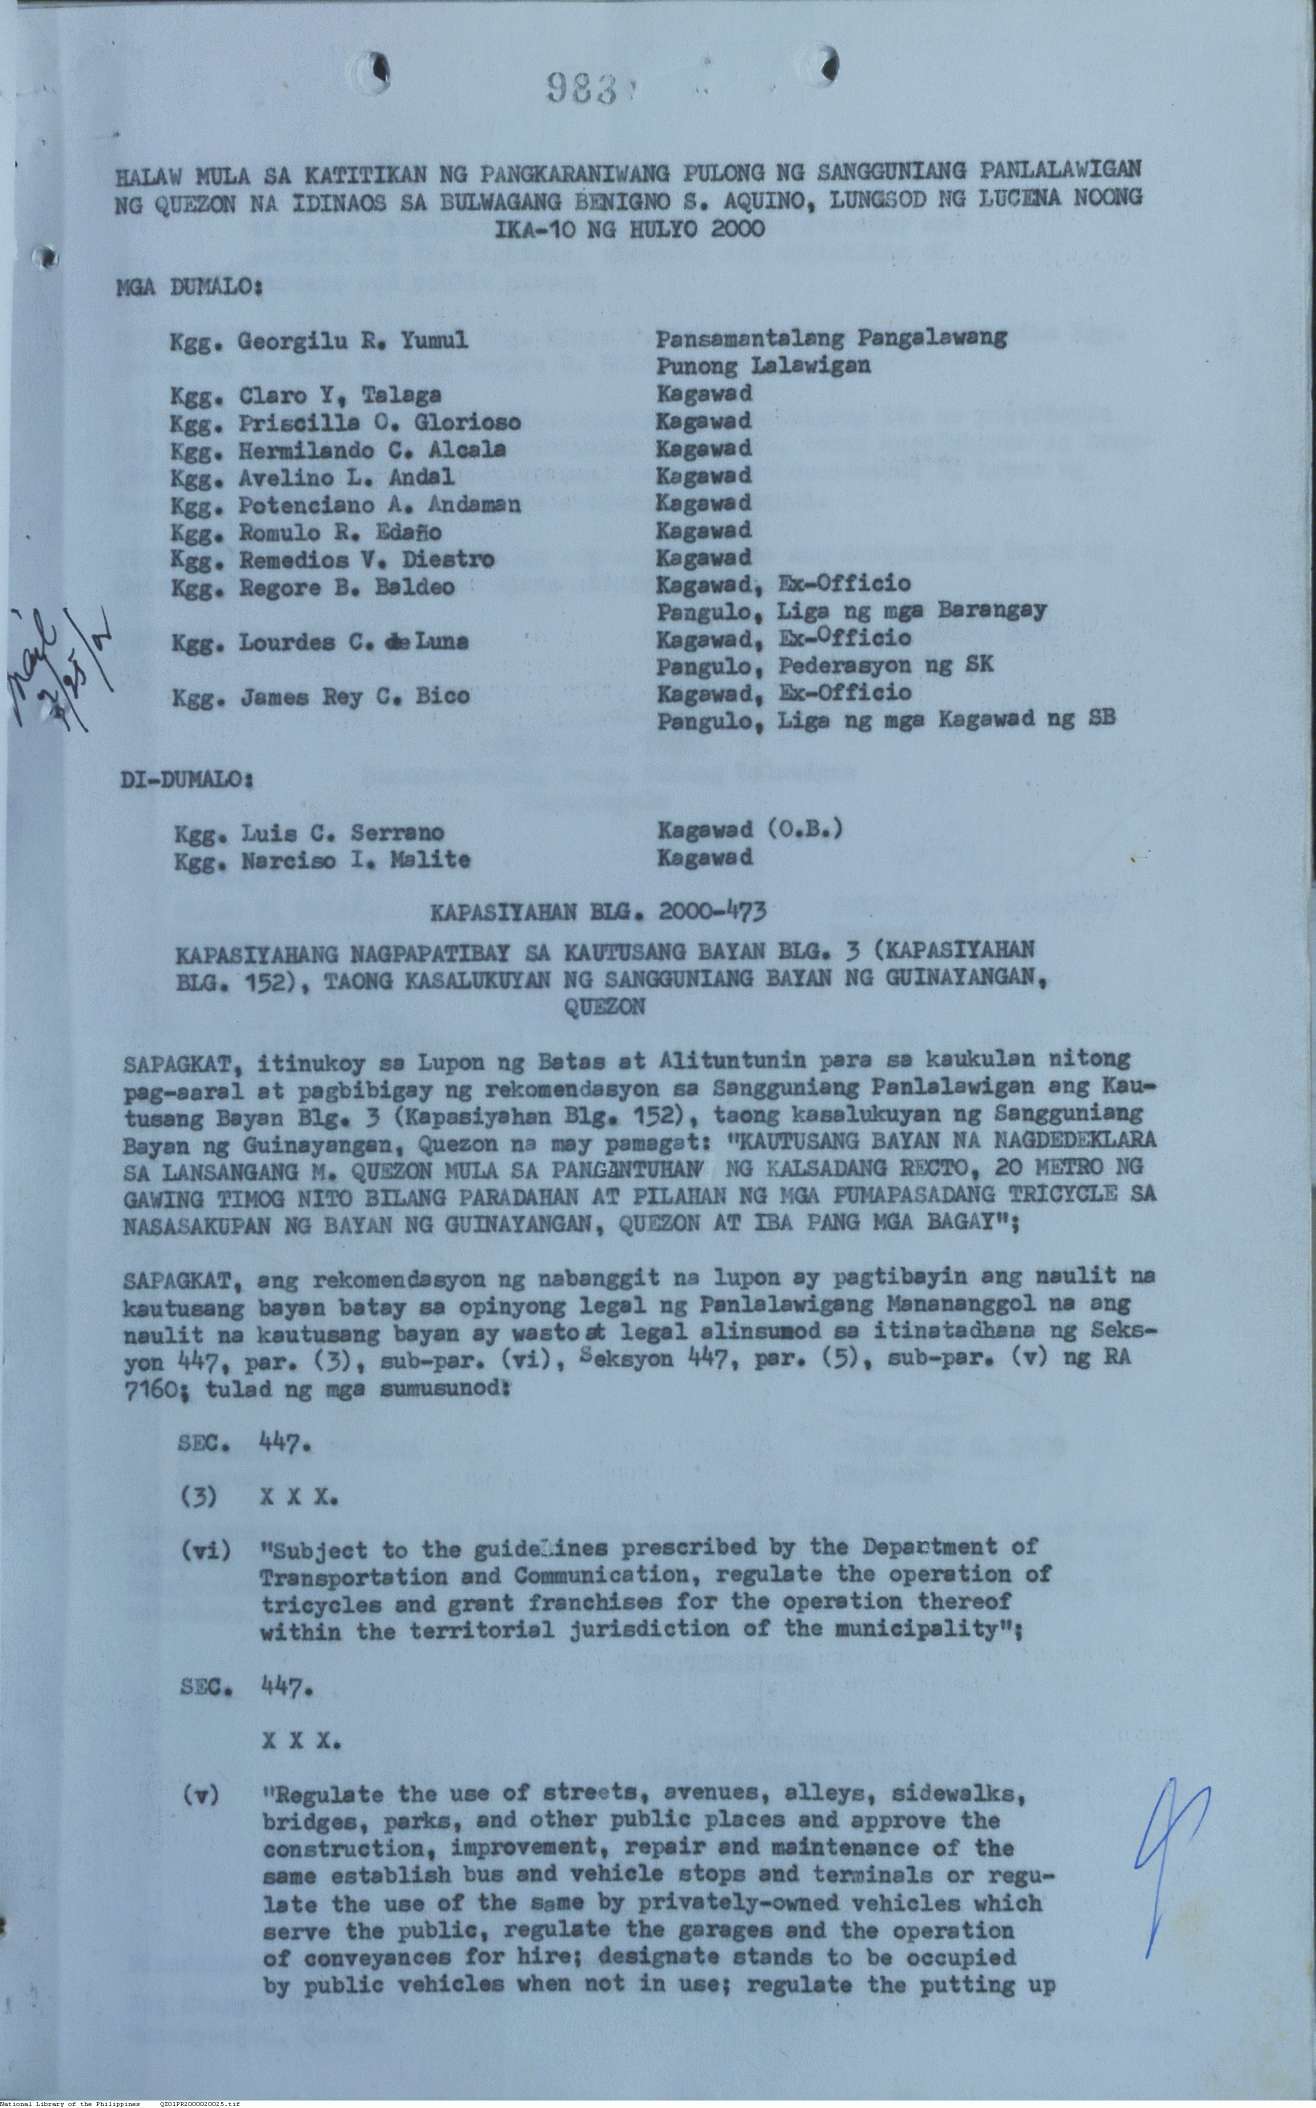 983
HALAW MULA SA KATITIKAN NG PANGKARANIWANG PULONG NG SANGGUNIANG PANLALAWIGAN
NG QUEZON NA IDINAOS SA BULWAGANG BENIGNO S. AQUINO, LUNGSOD NG LUCENA NOONG
IKA-10 NG HULYO 2000
MGA DUMALO:
Kgg. Georgilu R. Yumul Pansamantalang Pangalawang
Punong Lalawigan
Kgg. Claro Y, Talaga Kagawad
Kgg. Priscilla C. Glorioso Kagawad
Kgg. Hermilando C. Alcala Kagawad
Kgg. Avelino L. Andal Kagawad
Kgg. Potenciano A. Andaman Kagawad
Kgg. Romulo R. Edaño Kagawad
Kgg. Remedios V. Diestro Kagawad
Kgg. Regore B. Baldeo Kagawad, Ex-Officio
Pangulo, Liga ng mga Barangay
Kgg. Lourdes C. de Luna Kagawad, Ex-Officio
Pangulo, Pederasyon ng SK
Kgg. James Rey C. Bico Kagawad, Ex-Officio
Pangulo, Liga ng mga Kagawad ng SB
DI-DUMALO:
Kgg. Luis C. Serrano Kagawad (O.B.)
Kgg. Narciso I. Malite Kagawad
KAPASIYAHAN BLG. 2000-473
KAPASIYAHANG NAGPAPATIBAY SA KAUTUSANG BAYAN BLG. 3 (KAPASIYAHAN
BLG. 152), TAONG KASALUKUYAN NG SANGGUNIANG BAYAN NG GUINAYANGAN,
QUEZON
SAPAGKAT, itinukoy sa Lupon ng Batas at Alituntunin para sa kaukulan nitong
pag-aaral at pagbibigay ng rekomendasyon sa Sangguniang Panlalawigan ang Kau-
tusang Bayan Blg. 3 (Kapasiyahan Blg. 152), taong kasalukuyan ng Sangguniang
Bayan ng Guinayangan, Quezon na may pamagat: "KAUTUSANG BAYAN NA NAGDEDEKLARA
SA LANSANGANG M. QUEZON MULA SA PANGANTUHAN NG KALSADANG RECTO, 20 METRO NG
GAWING TIMOG NITO BILANG PARADAHAN AT PILAHAN NG MGA PUMAPASADANG TRICYCLE SA
NASASAKUPAN NG BAYAN NG GUINAYANGAN, QUEZON AT IBA PANG MGA BAGAY";
SAPAGKAT, ang rekomendasyon ng nabanggit na lupon ay pagtibayin ang naulit na
kautusang bayan batay sa opinyong legal ng Panlalawigang Manananggol na ang
naulit na kautusang bayan ay wasto at legal alinsumod sa itinatadhana ng Seks-
yon 447, par. (3), sub-par. (vi), Seksyon 447, par. (5), sub-par. (v) ng RA
7160; tulad ng mga sumusunod:
SEC. 447.
(3) X X X.
(vi) "Subject to the guidelines prescribed by the Department of
Transportation and Communication, regulate the operation of
tricycles and grant franchises for the operation thereof
within the territorial jurisdiction of the municipality";
SEC. 447.
X X X.
(v) "Regulate the use of streets, avenues, alleys, sidewalks,
bridges, parks, and other public places and approve the
construction, improvement, repair and maintenance of the
same establish bus and vehicle stops and terminals or regu-
late the use of the same by privately-owned vehicles which
serve the public, regulate the garages and the operation
of conveyances for hire; designate stands to be occupied
by public vehicles when not in use; regulate the putting up
National Library of the Philippines QZ01PR2000020025.tif